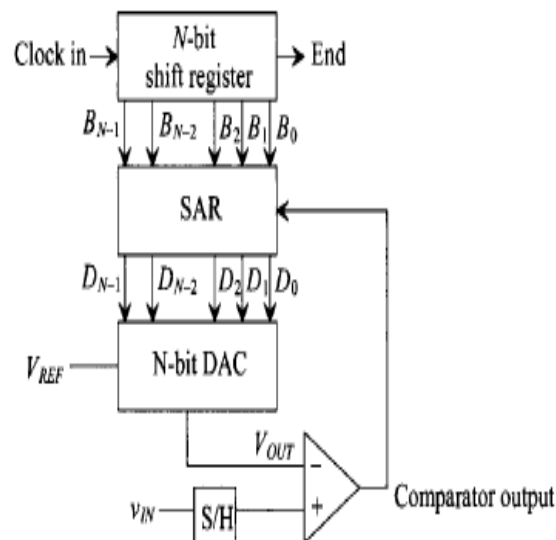 N-bit
shift register
Clock in
End
B_{N-1} B_{N-2} B_2 B_1 B_0
SAR
D_{N-1} D_{N-2} D_2 D_1 D_0
V_{REF}
N-bit DAC
V_{OUT}
−
+
v_{IN}
S/H
Comparator output